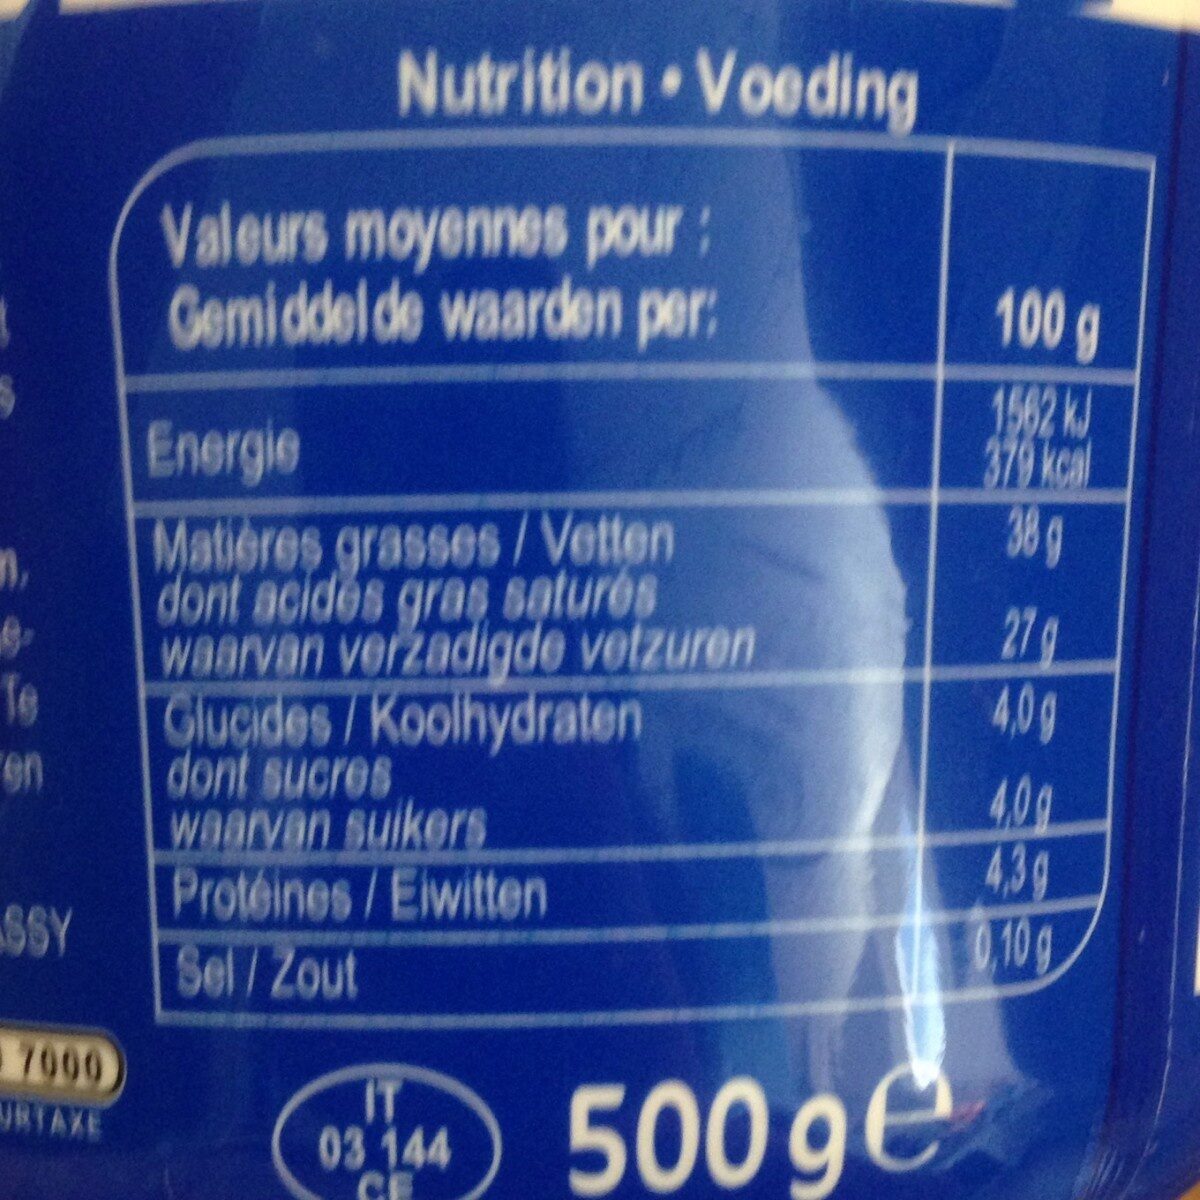 Nutrition • Voeding
Valeurs moyennes pour :
Gemiddelde waarden per:
100 g
Energie
1562 kJ
379 kcal
Matières grasses / Vetten
38 g
dont acides gras saturés
waarvan verzadigde vetzuren
27 g
Glucides / Koolhydraten
4,0 g
dont sucres
waarvan suikers
4,0 g
Protéines / Eiwitten
4,3 g
Sel / Zout
0,10 g
7000
IT
03 144
CE
500 g e